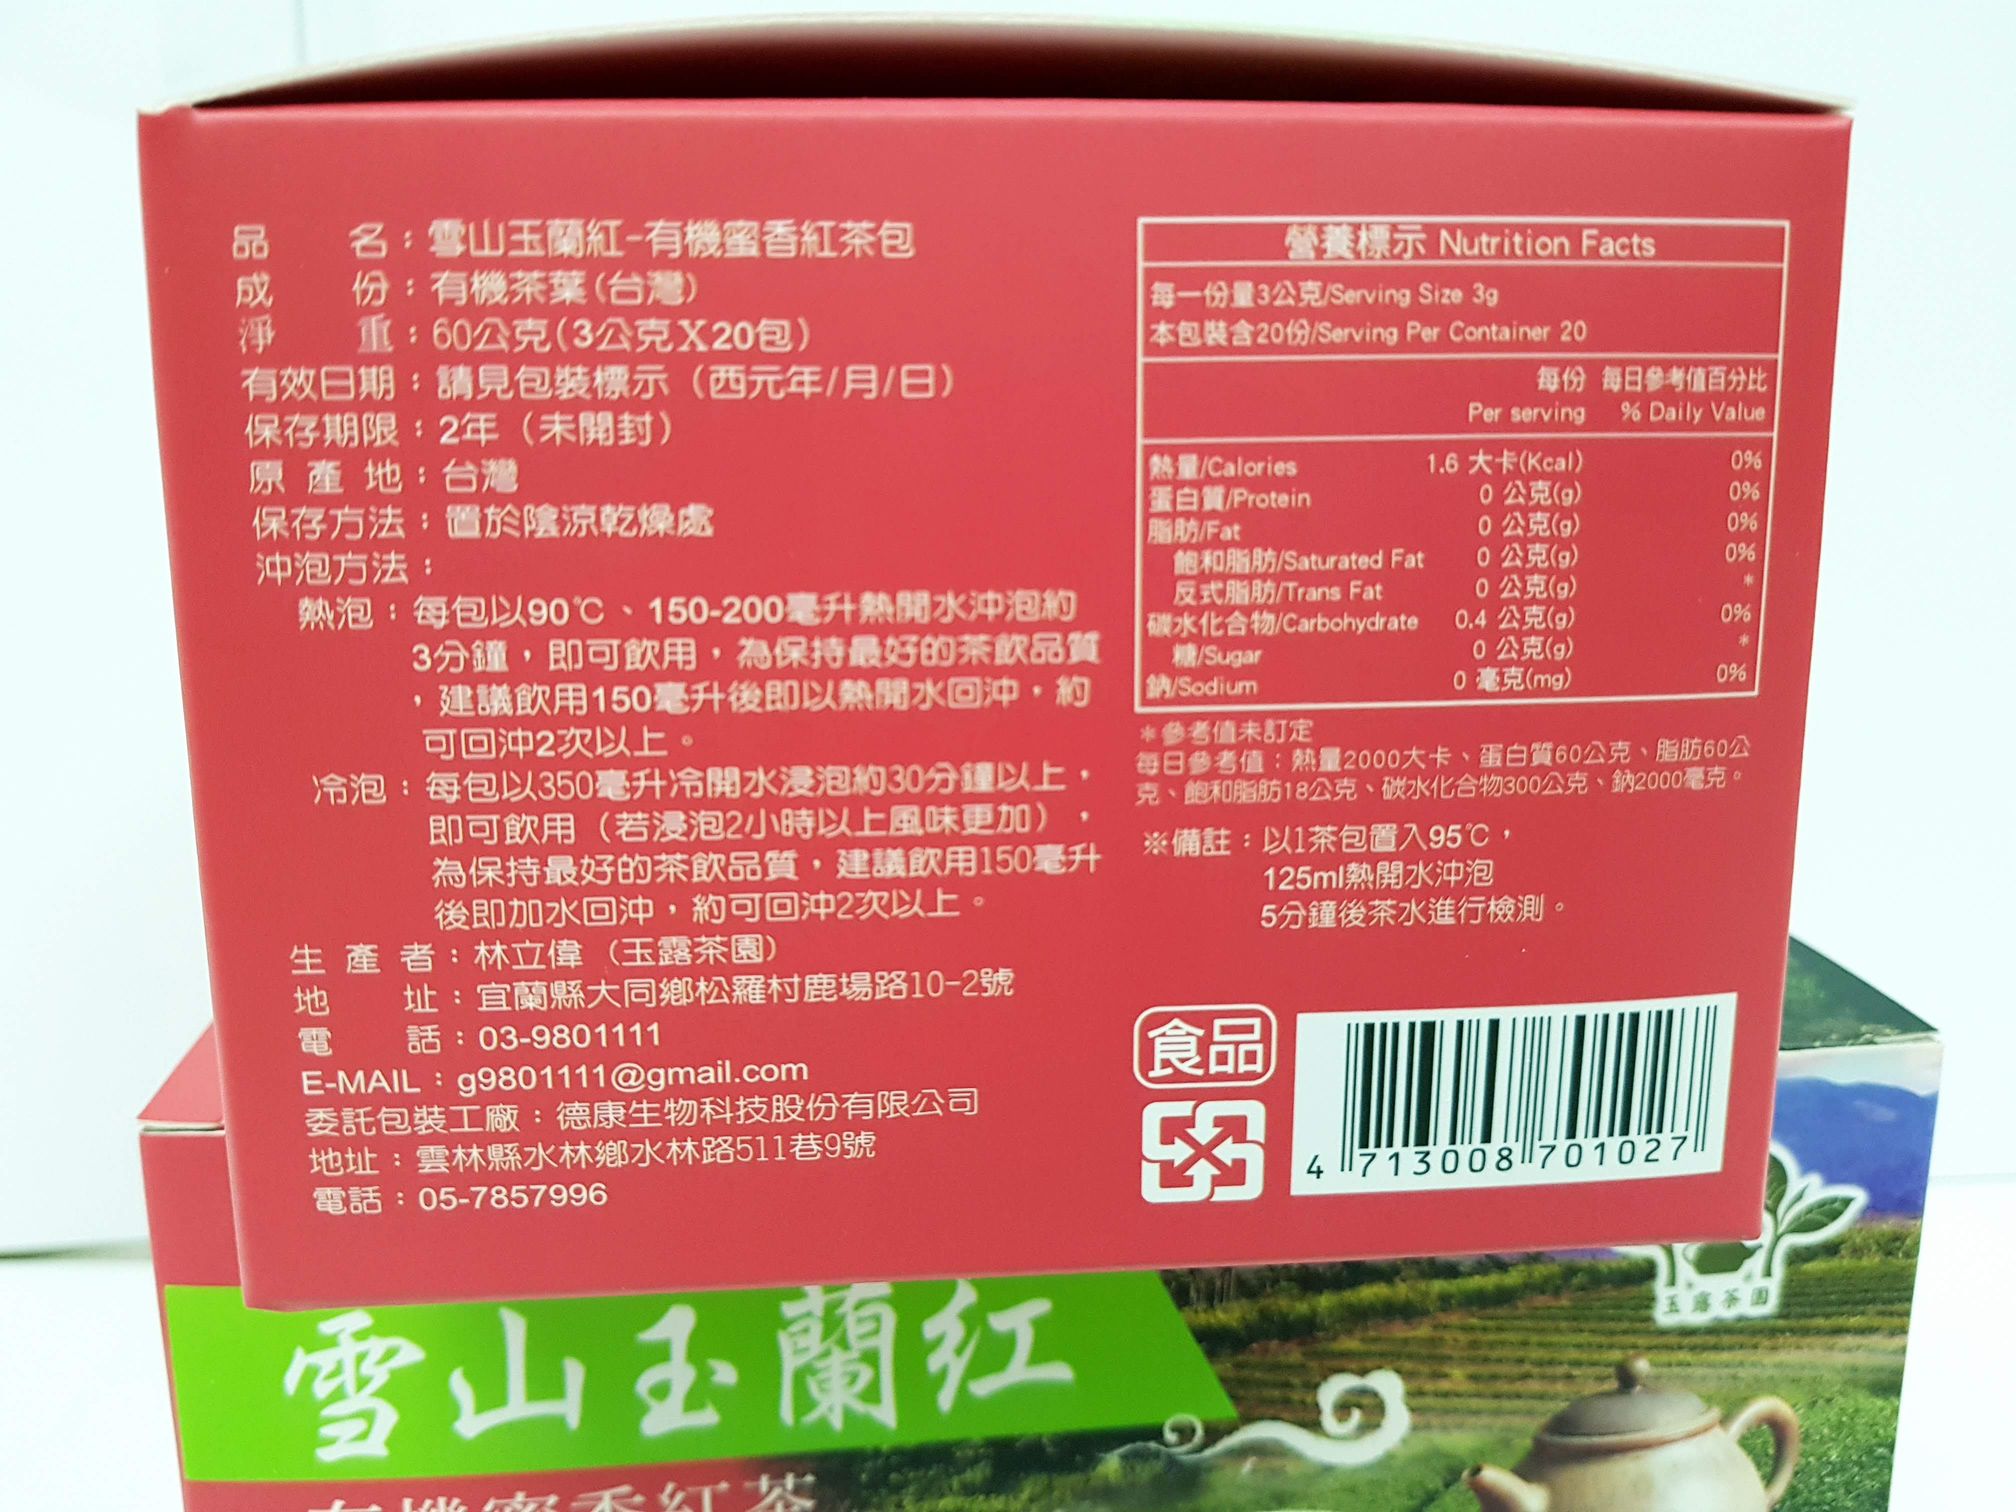 品名：雪山玉蘭紅-有機蜜香紅茶包
成份：有機茶葉(台灣)
淨重：60公克(3公克X20包)
有效日期：請見包裝標示（西元年/月/日）
保存期限：2年（未開封）
原產地：台灣
保存方法：置於陰涼乾燥處
沖泡方法：
熱泡：每包以90℃、150-200毫升熱開水沖泡約
3分鐘，即可飲用，為保持最好的茶飲品質
，建議飲用150毫升後即以熱開水回沖，約
可回沖2次以上。
冷泡：每包以350毫升冷開水浸泡約30分鐘以上，
即可飲用（若浸泡2小時以上風味更加），
為保持最好的茶飲品質，建議飲用150毫升
後即加水回沖，約可回沖2次以上。
生產者：林立偉（玉露茶園）
地址：宜蘭縣大同鄉松羅村鹿場路10-2號
電話：03-9801111
E-MAIL：g9801111@gmail.com
委託包裝工廠：德康生物科技股份有限公司
地址：雲林縣水林鄉水林路511巷9號
電話：05-7857996
營養標示 Nutrition Facts
每一份量3公克/Serving Size 3g
本包裝含20份/Serving Per Container 20
每份 每日參考值百分比
Per serving % Daily Value
熱量/Calories 1.6 大卡(Kcal) 0%
蛋白質/Protein 0 公克(g) 0%
脂肪/Fat 0 公克(g) 0%
飽和脂肪/Saturated Fat 0 公克(g) 0%
反式脂肪/Trans Fat 0 公克(g) *
碳水化合物/Carbohydrate 0.4 公克(g) 0%
糖/Sugar 0 公克(g) *
鈉/Sodium 0 毫克(mg) 0%
＊參考值未訂定
每日參考值：熱量2000大卡、蛋白質60公克、脂肪60公
克、飽和脂肪18公克、碳水化合物300公克、鈉2000毫克。
※備註：以1茶包置入95℃，
125ml熱開水沖泡
5分鐘後茶水進行檢測。
食品
4 713008 701027
玉露茶園
雪山玉蘭紅
有機蜜香紅茶